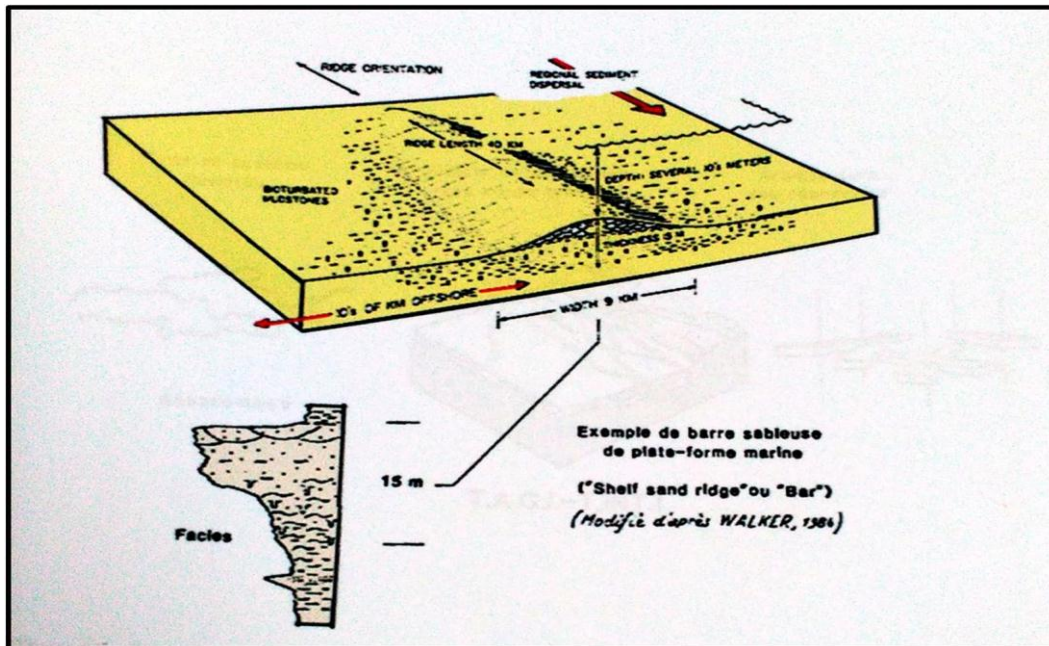 RIDGE ORIENTATION
REGIONAL SEDIMENT
DISPERSAL
RIDGE LENGTH 40 KM
DEPTH: SEVERAL 10's METERS
BIOTURBATED
MUDSTONES
THICKNESS
M
10's OF KM OFFSHORE
WIDTH 9 KM
15 m
Facies
Exemple de barre sableuse
de plate-forme marine
("Shelf sand ridge"ou "Bar")
(Modifié d'après WALKER, 1984)